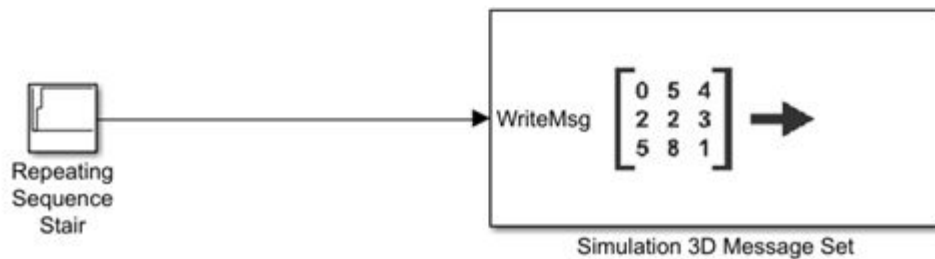 WriteMsg
0 5 4
2 2 3
5 8 1
Repeating
Sequence
Stair
Simulation 3D Message Set